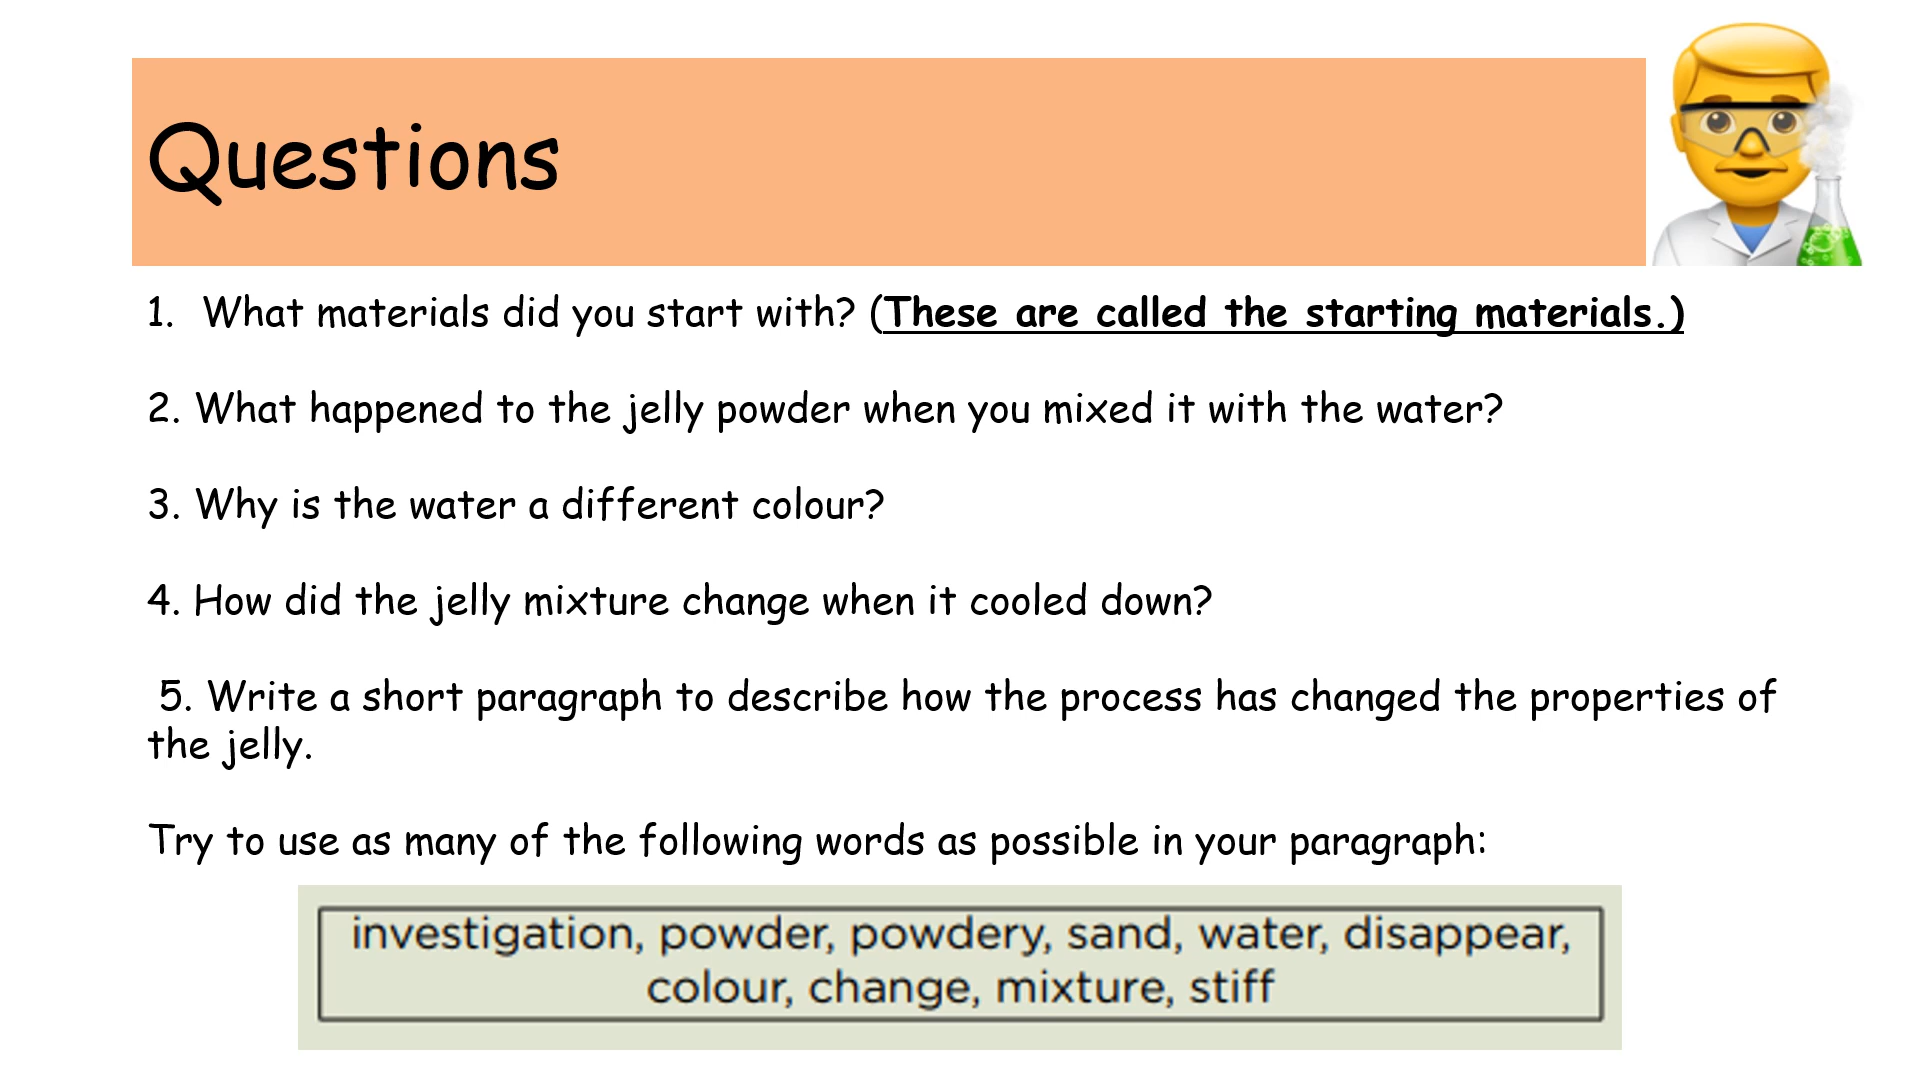 Questions
1. What materials did you start with? (These are called the starting materials.)
2. What happened to the jelly powder when you mixed it with the water?
3. Why is the water a different colour?
4. How did the jelly mixture change when it cooled down?
5. Write a short paragraph to describe how the process has changed the properties of
the jelly.
Try to use as many of the following words as possible in your paragraph:
investigation, powder, powdery, sand, water, disappear,
colour, change, mixture, stiff